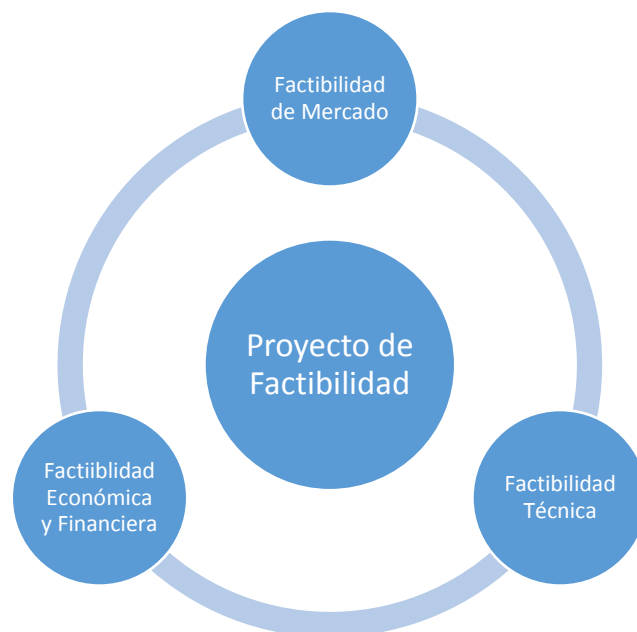 Factibilidad
de Mercado
Proyecto de
Factibilidad
Factiiblidad
Económica
y Financiera
Factibilidad
Técnica